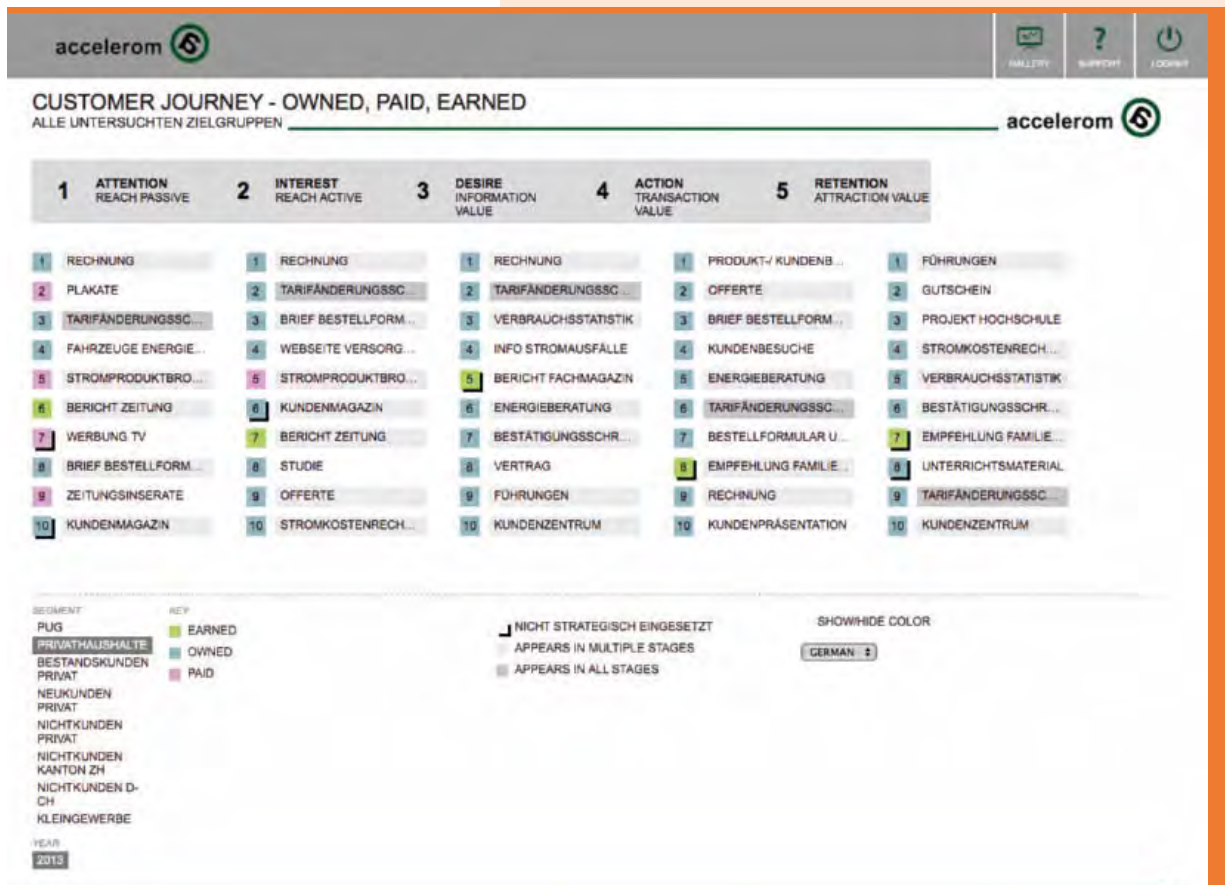 accelerom
GALLERY
SUPPORT
LOGOUT
CUSTOMER JOURNEY - OWNED, PAID, EARNED
ALLE UNTERSUCHTEN ZIELGRUPPEN
accelerom
1 ATTENTION REACH PASSIVE
2 INTEREST REACH ACTIVE
3 DESIRE INFORMATION VALUE
4 ACTION TRANSACTION VALUE
5 RETENTION ATTRACTION VALUE
1 RECHNUNG
2 PLAKATE
3 TARIFÄNDERUNGSSC...
4 FAHRZEUGE ENERGIE...
5 STROMPRODUKTBRO...
6 BERICHT ZEITUNG
7 WERBUNG TV
8 BRIEF BESTELLFORM...
9 ZEITUNGSINSERATE
10 KUNDENMAGAZIN
1 RECHNUNG
2 TARIFÄNDERUNGSSC...
3 BRIEF BESTELLFORM...
4 WEBSEITE VERSORG...
5 STROMPRODUKTBRO...
6 KUNDENMAGAZIN
7 BERICHT ZEITUNG
8 STUDIE
9 OFFERTE
10 STROMKOSTENRECH...
1 RECHNUNG
2 TARIFÄNDERUNGSSC...
3 VERBRAUCHSSTATISTIK
4 INFO STROMAUSFÄLLE
5 BERICHT FACHMAGAZIN
6 ENERGIEBERATUNG
7 BESTÄTIGUNGSSCHR...
8 VERTRAG
9 FÜHRUNGEN
10 KUNDENZENTRUM
1 PRODUKT-/ KUNDENB...
2 OFFERTE
3 BRIEF BESTELLFORM...
4 KUNDENBESUCHE
5 ENERGIEBERATUNG
6 TARIFÄNDERUNGSSC...
7 BESTELLFORMULAR U...
8 EMPFEHLUNG FAMILIE...
9 RECHNUNG
10 KUNDENPRÄSENTATION
1 FÜHRUNGEN
2 GUTSCHEIN
3 PROJEKT HOCHSCHULE
4 STROMKOSTENRECH...
5 VERBRAUCHSSTATISTIK
6 BESTÄTIGUNGSSCHR...
7 EMPFEHLUNG FAMILIE...
8 UNTERRICHTSMATERIAL
9 TARIFÄNDERUNGSSC...
10 KUNDENZENTRUM
SEGMENT
PUG
PRIVATHAUSHALTE
BESTANDSKUNDEN
PRIVAT
NEUKUNDEN
PRIVAT
NICHTKUNDEN
PRIVAT
NICHTKUNDEN
KANTON ZH
NICHTKUNDEN D-
CH
KLEINGEWERBE
YEAR
2013
KEY
EARNED
OWNED
PAID
NICHT STRATEGISCH EINGESETZT
APPEARS IN MULTIPLE STAGES
APPEARS IN ALL STAGES
SHOW/HIDE COLOR
GERMAN